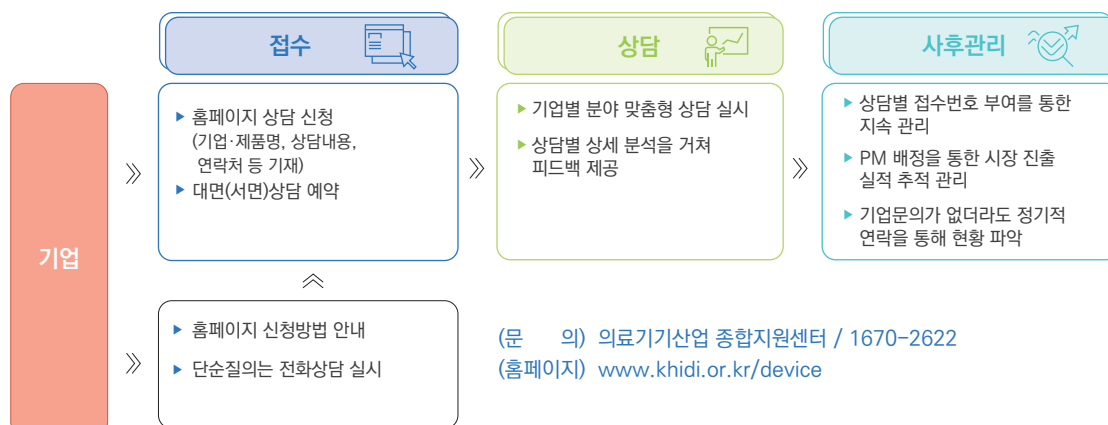 접수
상담
사후관리
기업
▶ 홈페이지 상담 신청
(기업·제품명, 상담내용,
연락처 등 기재)
▶ 대면(서면)상담 예약
▶ 기업별 분야 맞춤형 상담 실시
▶ 상담별 상세 분석을 거쳐
피드백 제공
▶ 상담별 접수번호 부여를 통한
지속 관리
▶ PM 배정을 통한 시장 진출
실적 추적 관리
▶ 기업문의가 없더라도 정기적
연락을 통해 현황 파악
▶ 홈페이지 신청방법 안내
▶ 단순질의는 전화상담 실시
(문 의) 의료기기산업 종합지원센터 / 1670-2622
(홈페이지) www.khidi.or.kr/device